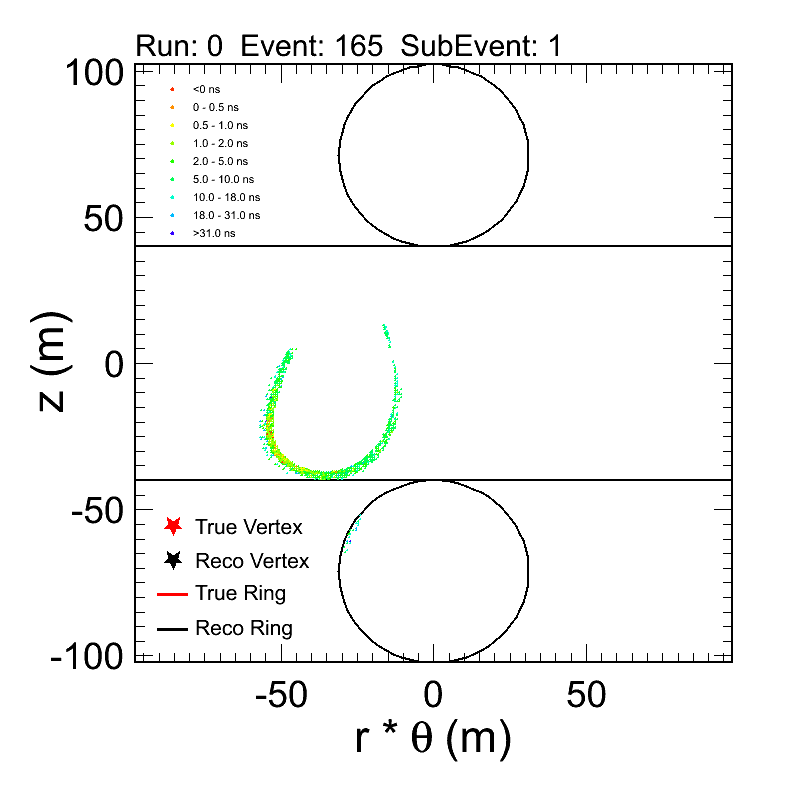 Run: 0 Event: 165 SubEvent: 1
100
<0 ns
0 - 0.5 ns
0.5 - 1.0 ns
1.0 - 2.0 ns
2.0 - 5.0 ns
5.0 - 10.0 ns
10.0 - 18.0 ns
18.0 - 31.0 ns
>31.0 ns
50
0
z (m)
-50
True Vertex
Reco Vertex
True Ring
Reco Ring
-100
-50 0 50
r * θ (m)